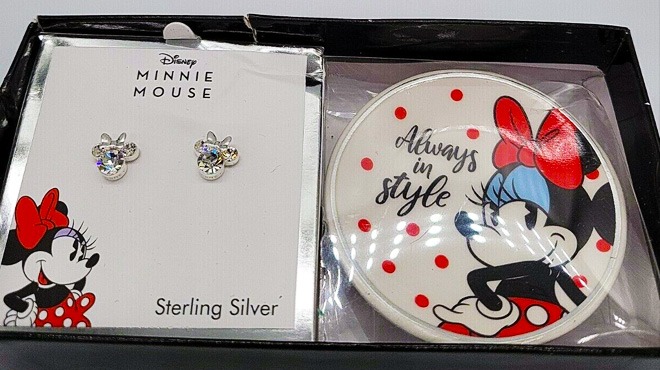 Disney
MINNIE
MOUSE
Sterling Silver
Always
in
style